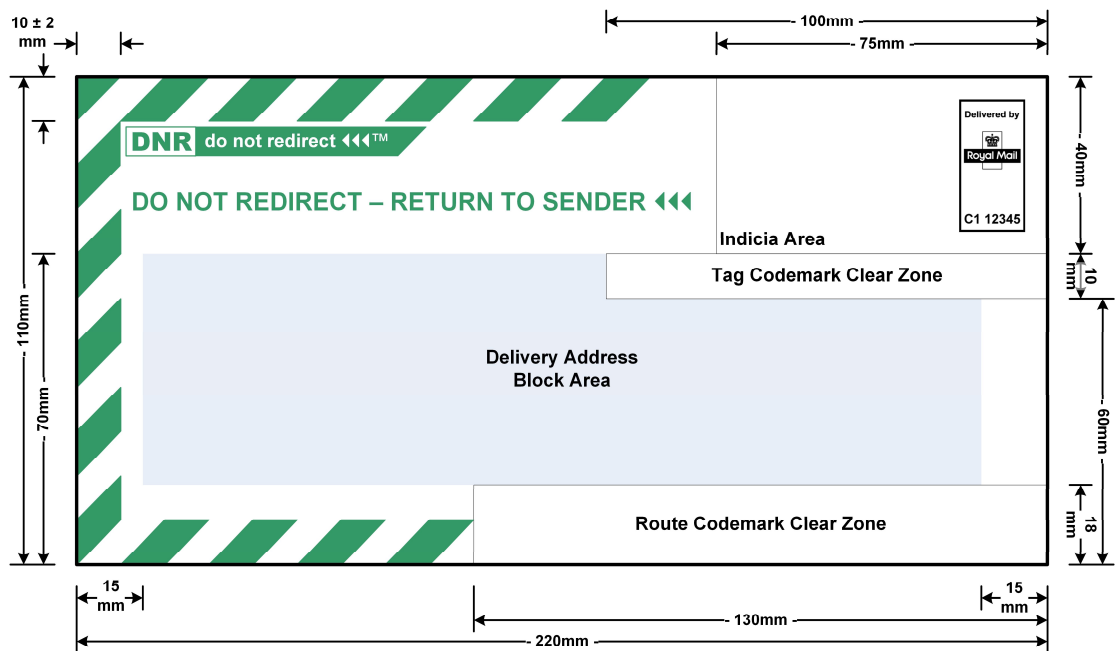 - 100mm -
10 ± 2
mm
- 75mm -
Delivered by
Royal Mail
C1 12345
DNR do not redirect ™
- 40mm -
DO NOT REDIRECT – RETURN TO SENDER
Indicia Area
Tag Codemark Clear Zone
10
mm
- 110mm -
- 70mm -
Delivery Address
Block Area
- 60mm -
Route Codemark Clear Zone
18
mm
15
mm
15
mm
- 130mm -
- 220mm -